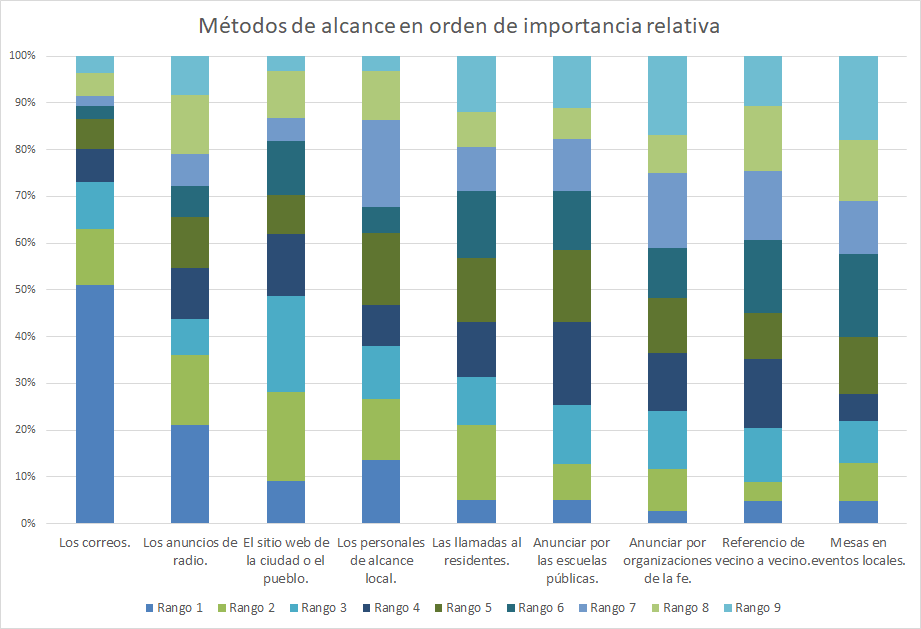 Métodos de alcance en orden de importancia relativa
100%
90%
80%
70%
60%
50%
40%
30%
20%
10%
0%
Los correos.
Los anuncios de
radio.
El sitio web de
la ciudad o el
pueblo.
Los personales
de alcance
local.
Las llamadas al
residentes.
Anunciar por
las escuelas
públicas.
Anunciar por
organizaciones
de la fe.
Referencio de
vecino a vecino.
Mesas en
eventos locales.
Rango 1
Rango 2
Rango 3
Rango 4
Rango 5
Rango 6
Rango 7
Rango 8
Rango 9